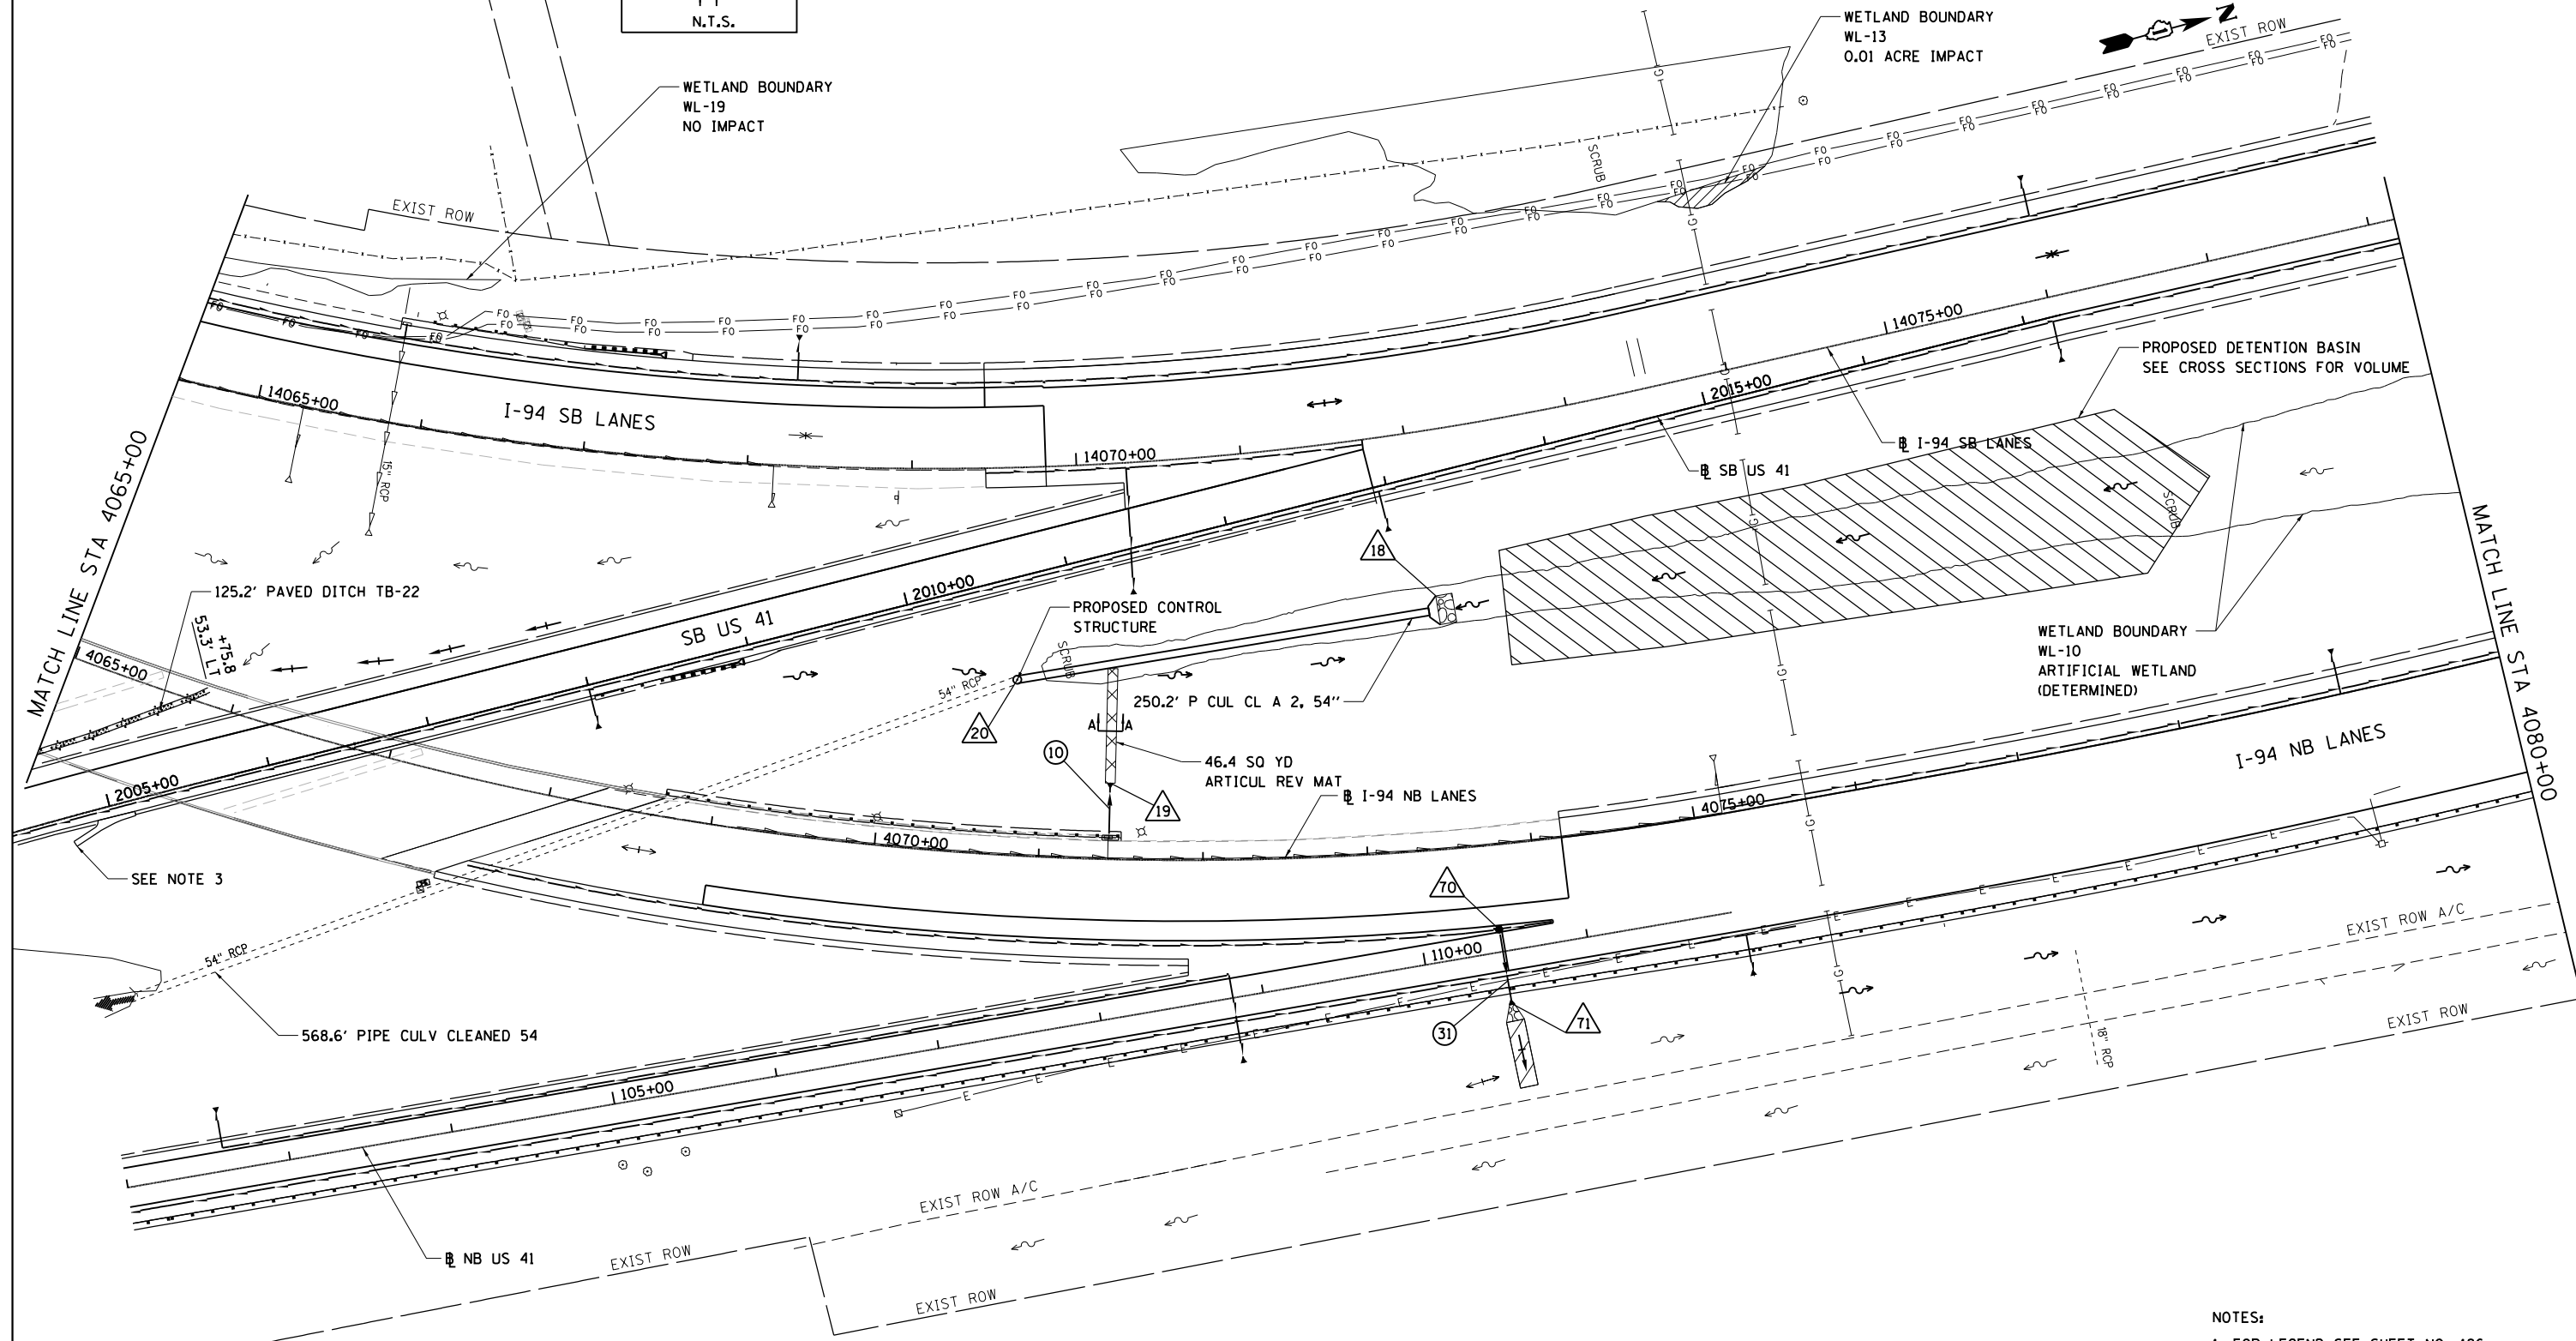 N.T.S.
WETLAND BOUNDARY
WL-13
0.01 ACRE IMPACT
N
EXIST ROW
WETLAND BOUNDARY
WL-19
NO IMPACT
EXIST ROW
SCRUB
14065+00
I-94 SB LANES
15" RCP
14070+00
14075+00
2015+00
PROPOSED DETENTION BASIN
SEE CROSS SECTIONS FOR VOLUME
I-94 SB LANES
SB US 41
MATCH LINE STA 4065+00
SCRUB
MATCH LINE STA 4080+00
18
125.2' PAVED DITCH TB-22
+75.8
53.3' LT
2010+00
SB US 41
PROPOSED CONTROL
STRUCTURE
SCRUB
4065+00
54" RCP
250.2' P CUL CL A 2, 54"
WETLAND BOUNDARY
WL-10
ARTIFICIAL WETLAND
(DETERMINED)
20
A A
10
46.4 SQ YD
ARTICUL REV MAT
19
I-94 NB LANES
I-94 NB LANES
2005+00
4070+00
4075+00
SEE NOTE 3
70
110+00
54" RCP
568.6' PIPE CULV CLEANED 54
31
71
EXIST ROW A/C
EXIST ROW
18" RCP
105+00
EXIST ROW A/C
NB US 41
EXIST ROW
EXIST ROW
NOTES: